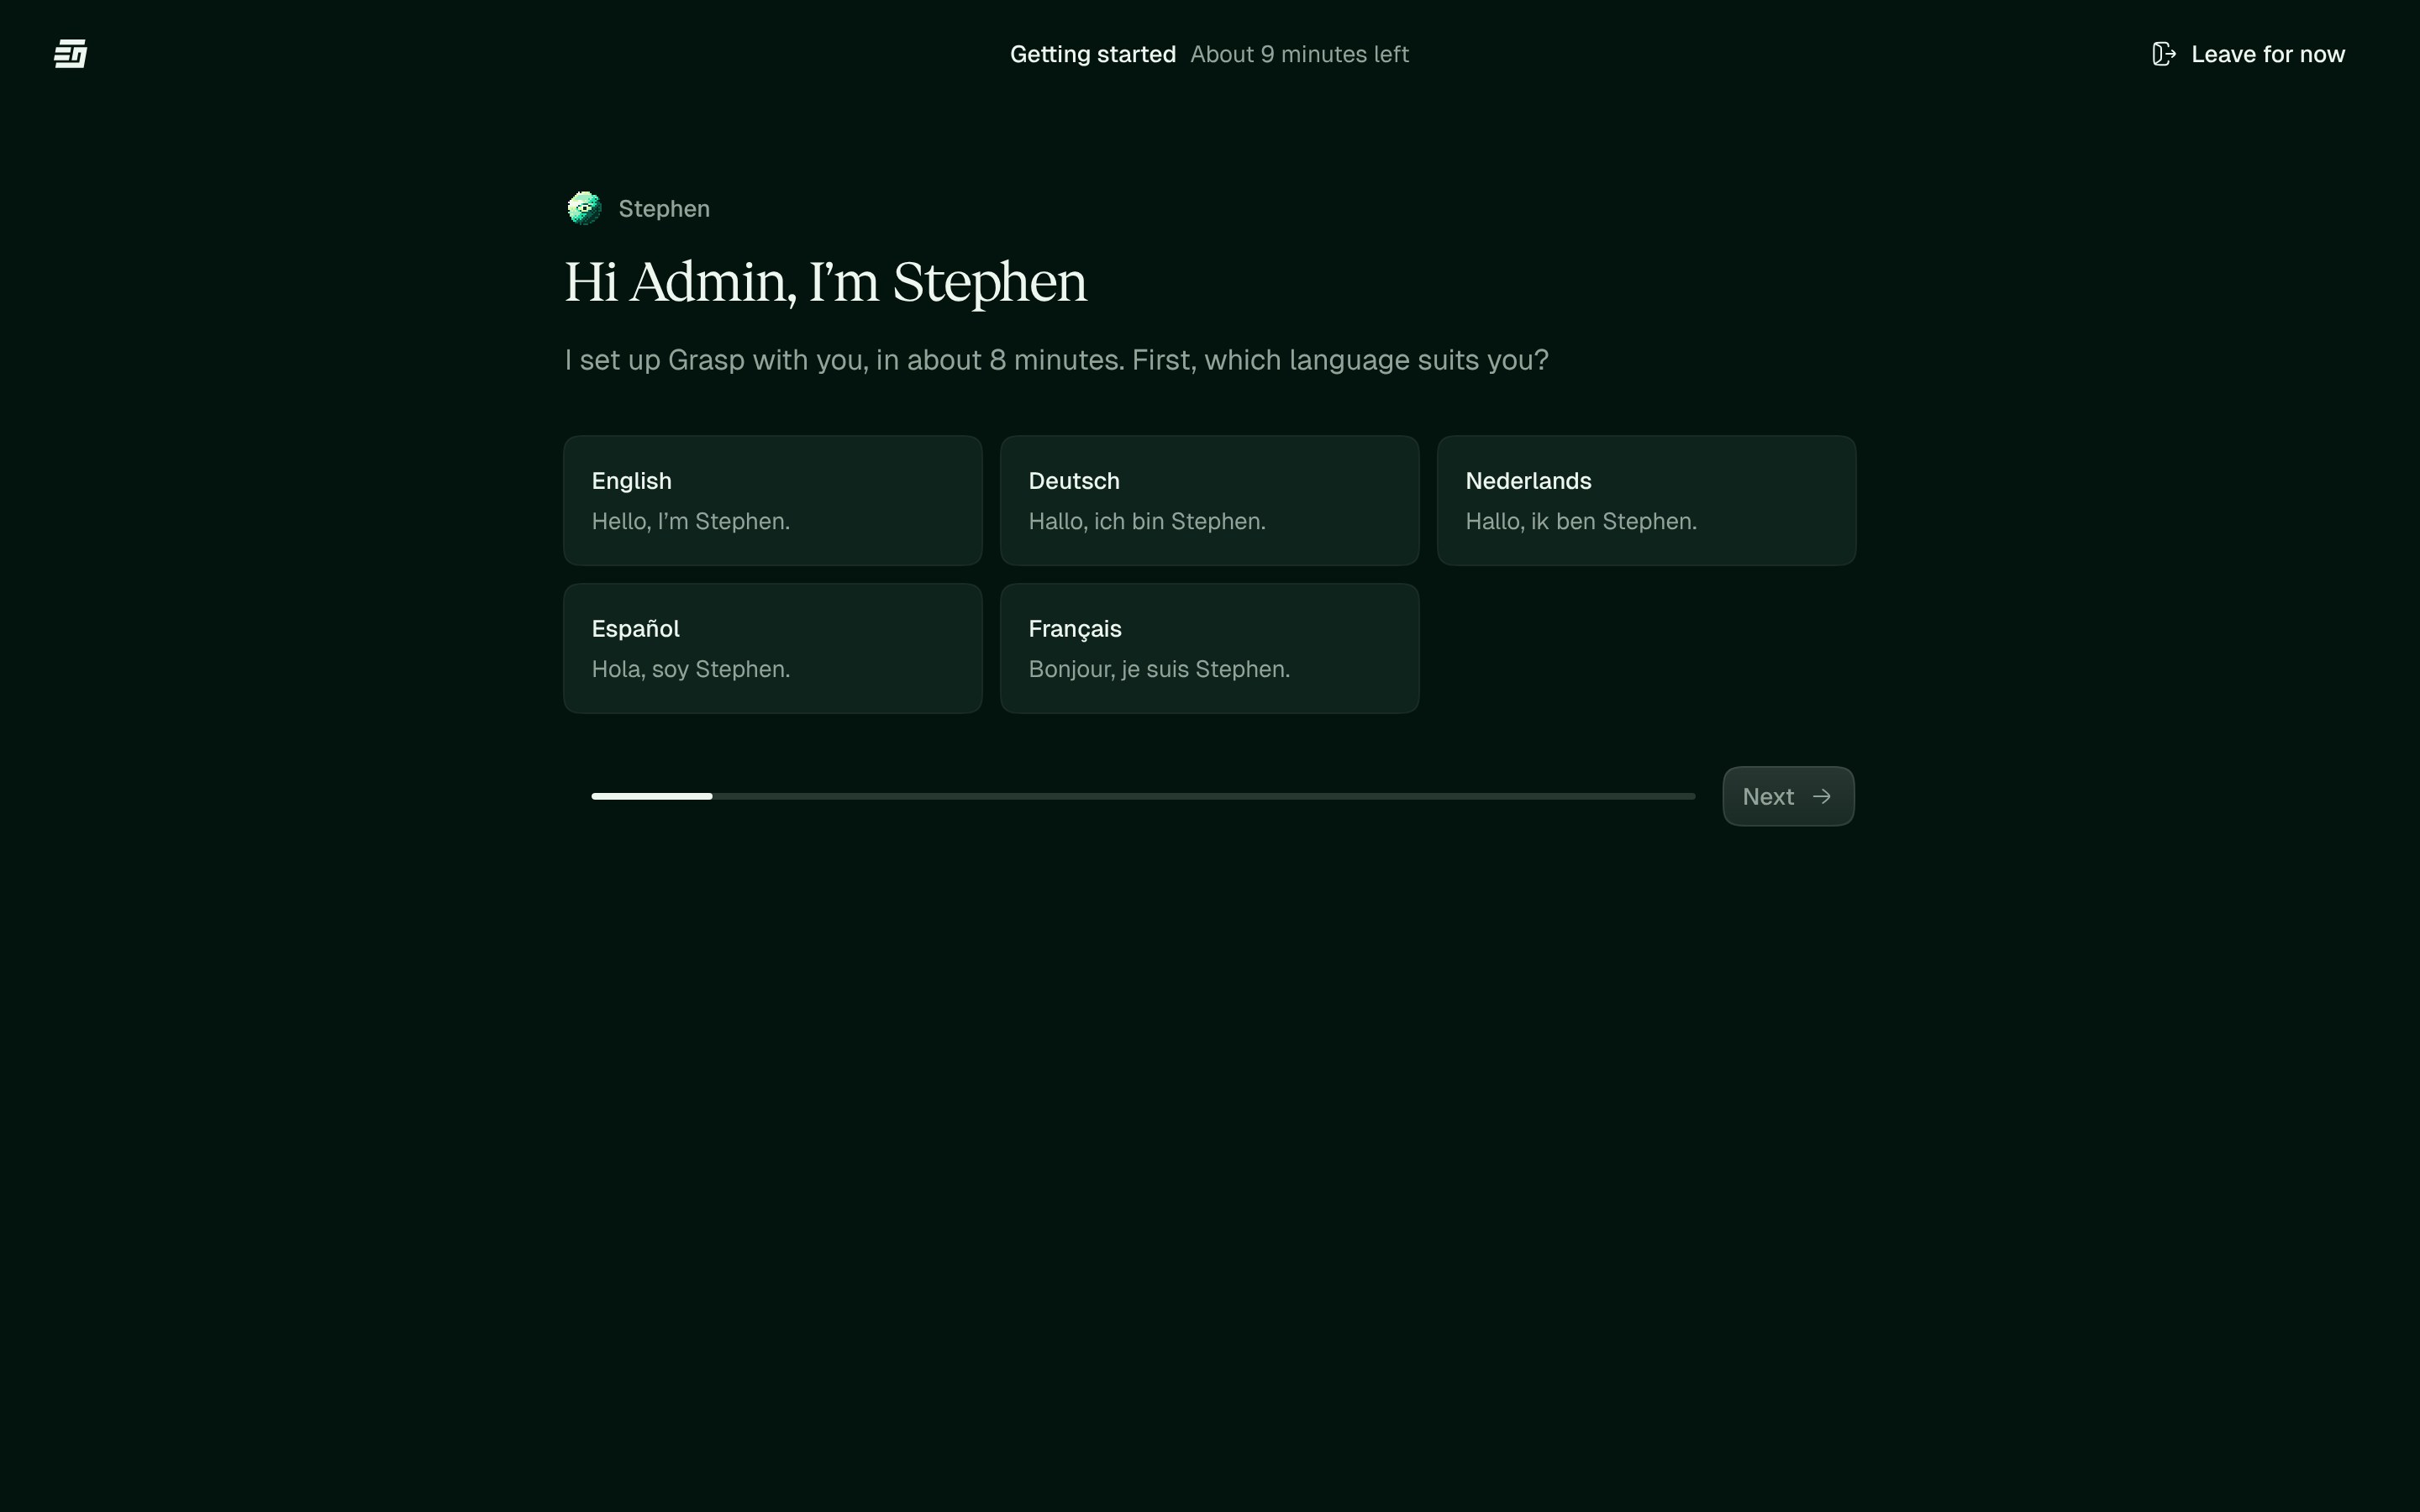 Getting started About 9 minutes left
Leave for now
Stephen
Hi Admin, I’m Stephen
I set up Grasp with you, in about 8 minutes. First, which language suits you?
English
Hello, I’m Stephen.
Deutsch
Hallo, ich bin Stephen.
Nederlands
Hallo, ik ben Stephen.
Español
Hola, soy Stephen.
Français
Bonjour, je suis Stephen.
Next